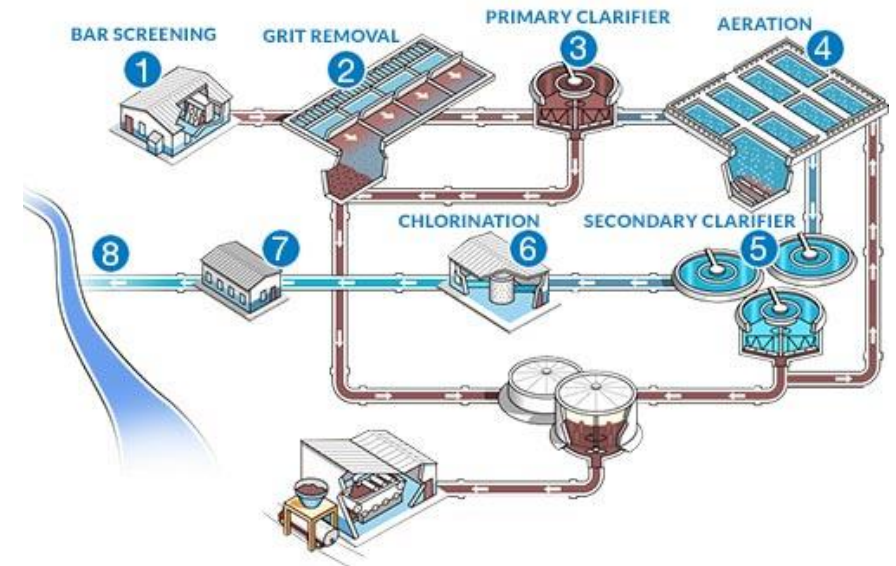 BAR SCREENING
1
GRIT REMOVAL
2
PRIMARY CLARIFIER
3
AERATION
4
SECONDARY CLARIFIER
5
CHLORINATION
6
7
8